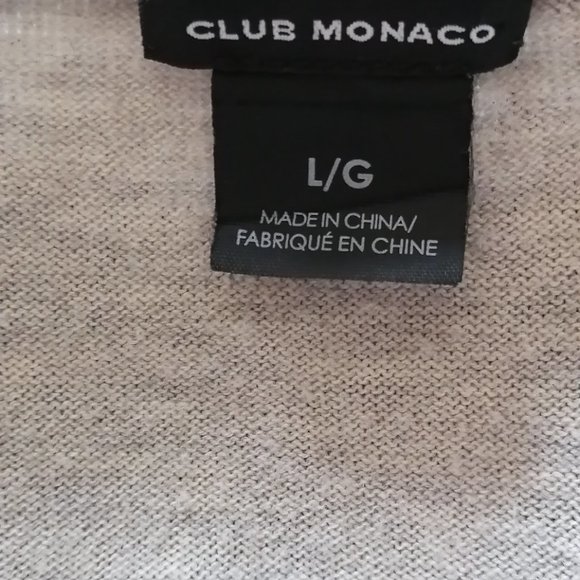 CLUB MONACO
L/G
MADE IN CHINA/
FABRIQUÉ EN CHINE